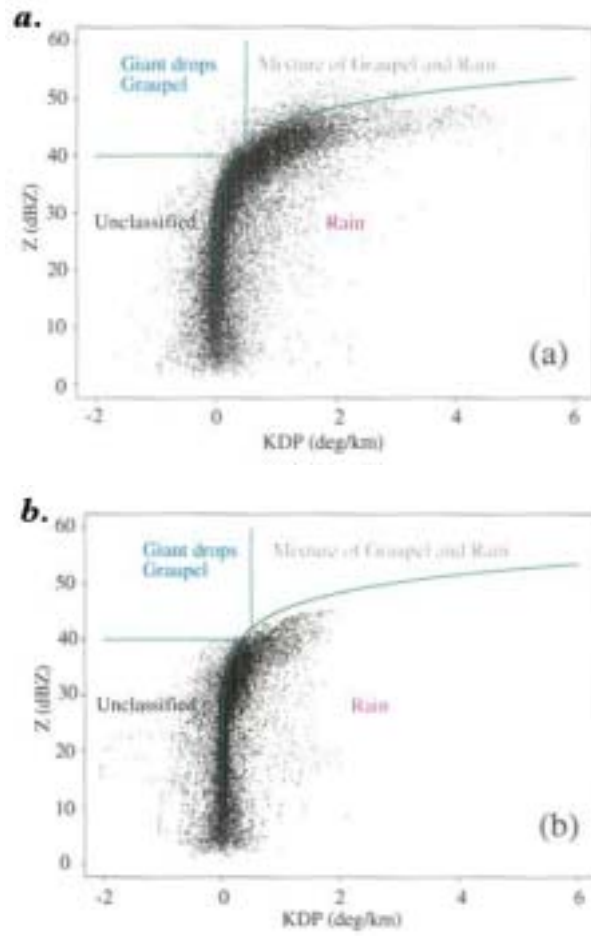 a.
60
50
40
30
20
10
0
Z (dBZ)
Giant drops
Graupel
Mixture of Graupel and Rain
Unclassified
Rain
(a)
-2
0
2
4
6
KDP (deg/km)
b.
60
50
40
30
20
10
0
Z (dBZ)
Giant drops
Graupel
Mixture of Graupel and Rain
Unclassified
Rain
(b)
-2
0
2
4
6
KDP (deg/km)